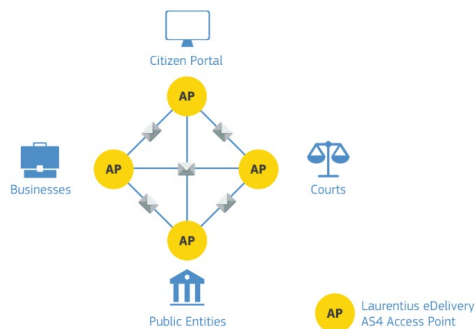 Citizen Portal
AP
Businesses
AP
AP
Courts
AP
Public Entities
AP
Laurentius eDelivery
AS4 Access Point